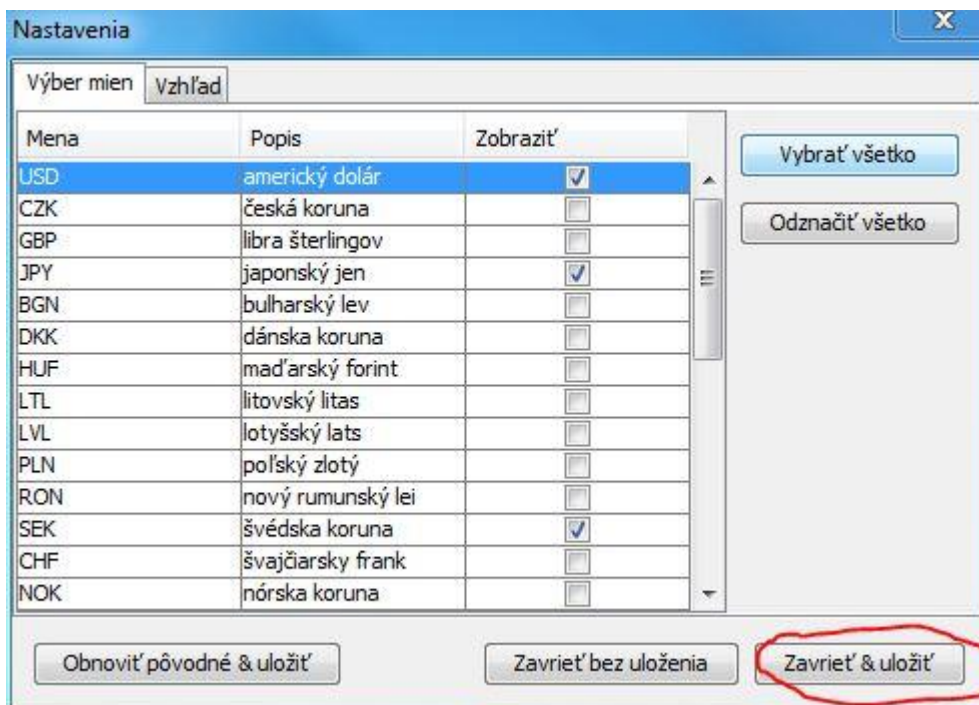 Nastavenia
Výber mien Vzhľad
Mena Popis Zobraziť
USD americký dolár
CZK česká koruna
GBP libra šterlingov
JPY japonský jen
BGN bulharský lev
DKK dánska koruna
HUF maďarský forint
LTL litovský litas
LVL lotyšský lats
PLN poľský zlotý
RON nový rumunský lei
SEK švédska koruna
CHF švajčiarsky frank
NOK nórska koruna
Vybrať všetko
Odznačiť všetko
Obnoviť pôvodné & uložiť Zavrieť bez uloženia Zavrieť & uložiť